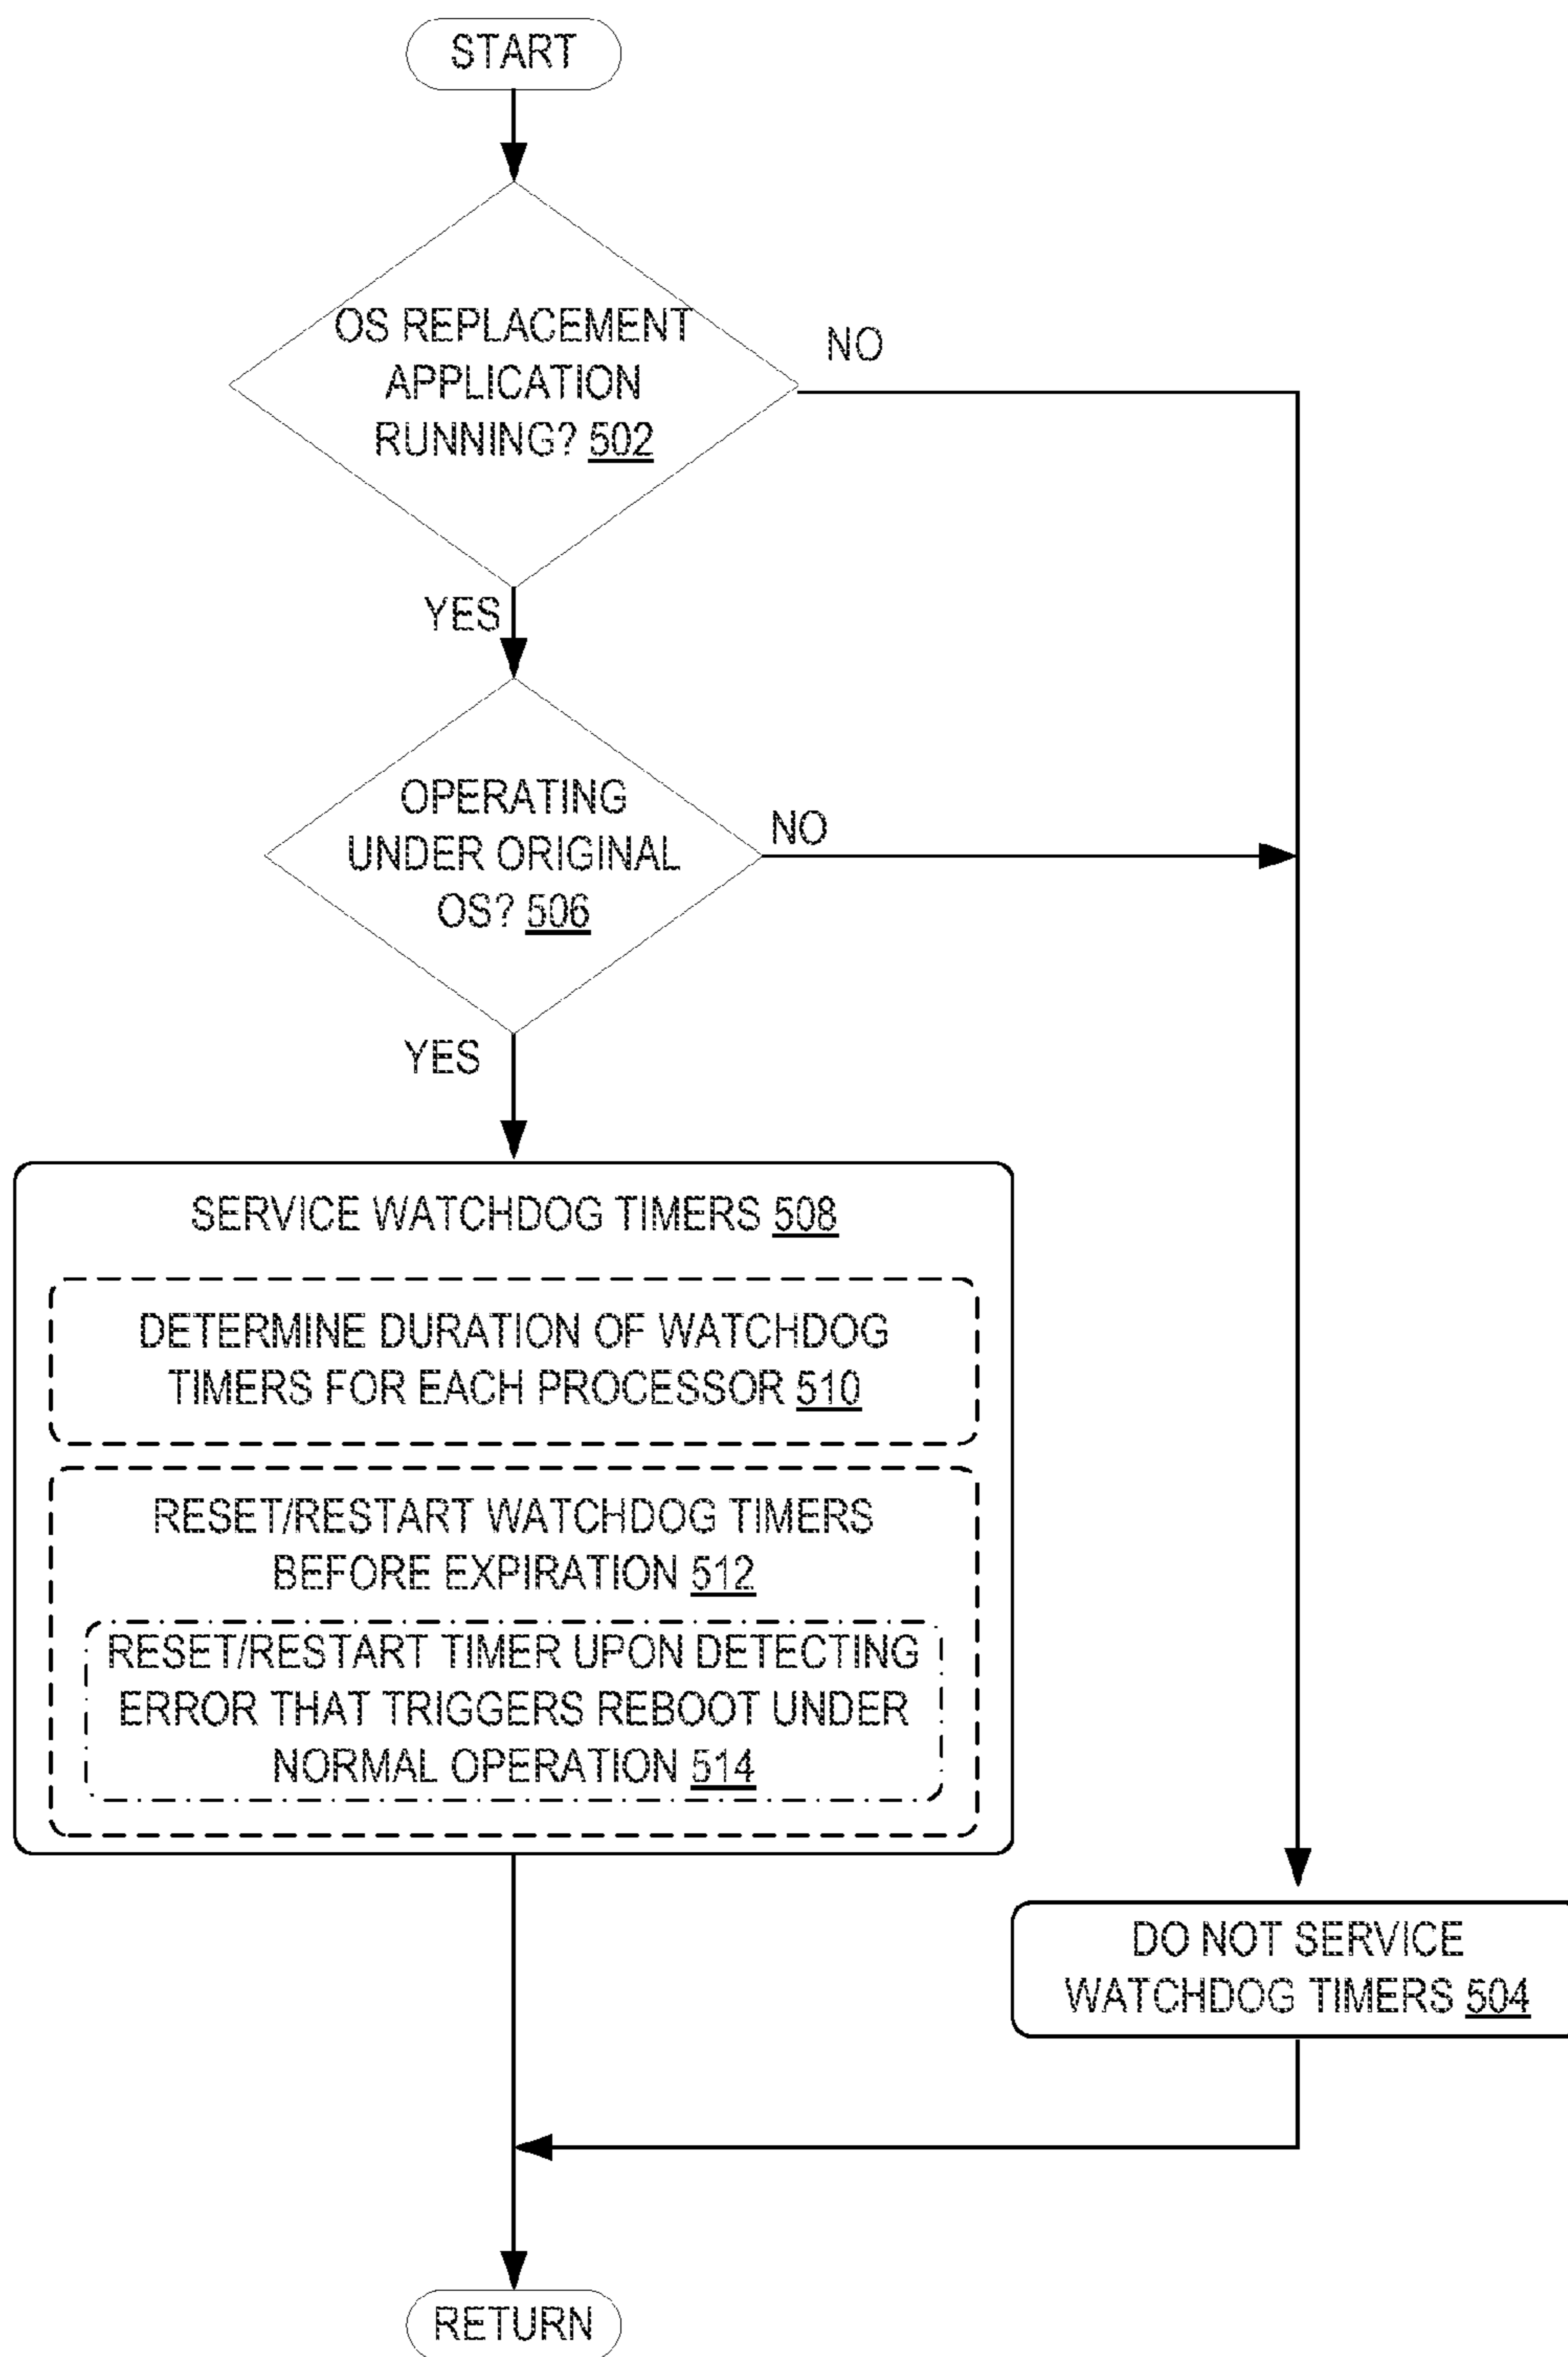 START
OS REPLACEMENT
APPLICATION
RUNNING? 502
NO
YES
OPERATING
UNDER ORIGINAL
OS? 506
NO
YES
SERVICE WATCHDOG TIMERS 508
DETERMINE DURATION OF WATCHDOG
TIMERS FOR EACH PROCESSOR 510
RESET/RESTART WATCHDOG TIMERS
BEFORE EXPIRATION 512
RESET/RESTART TIMER UPON DETECTING
ERROR THAT TRIGGERS REBOOT UNDER
NORMAL OPERATION 514
DO NOT SERVICE
WATCHDOG TIMERS 504
RETURN